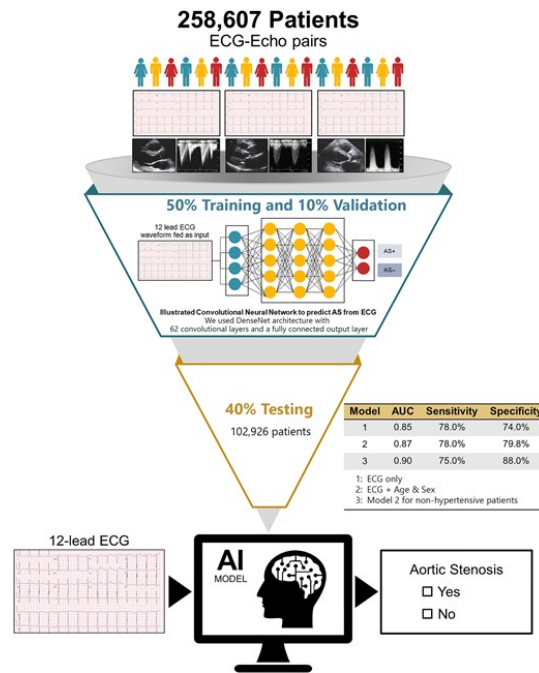 258,607 Patients
ECG-Echo pairs
50% Training and 10% Validation
12 lead ECG
waveform fed as input
AS+
AS−
Illustrated Convolutional Neural Network to predict AS from ECG
We used DenseNet architecture with
62 convolutional layers and a fully connected output layer
40% Testing
102,926 patients
Model AUC Sensitivity Specificity
1 0.85 78.0% 74.0%
2 0.87 78.0% 79.8%
3 0.90 75.0% 88.0%
1: ECG only
2: ECG + Age & Sex
3: Model 2 for non-hypertensive patients
12-lead ECG
AI
MODEL
Aortic Stenosis
Yes
No